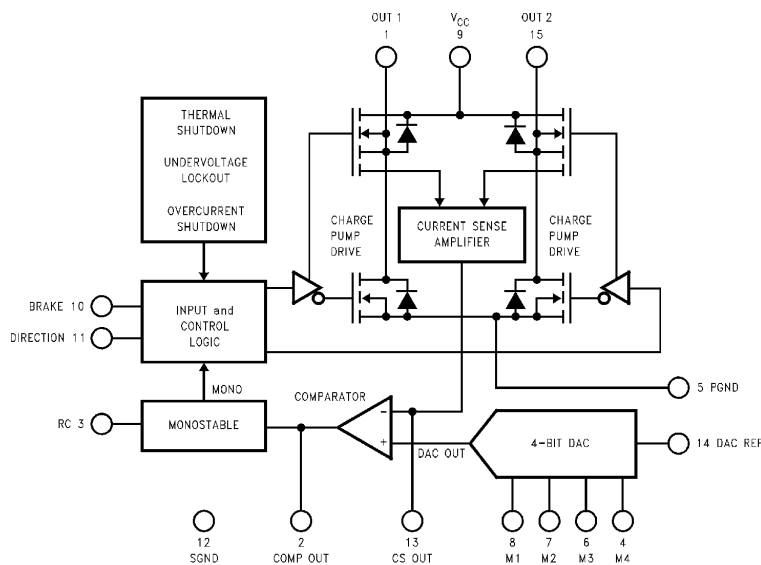 OUT 1
1
VCC
9
OUT 2
15
THERMAL
SHUTDOWN
UNDERVOLTAGE
LOCKOUT
OVERCURRENT
SHUTDOWN
CHARGE
PUMP
DRIVE
CURRENT SENSE
AMPLIFIER
CHARGE
PUMP
DRIVE
BRAKE 10
DIRECTION 11
INPUT and
CONTROL
LOGIC
MONO
RC 3
MONOSTABLE
COMPARATOR
-
+
DAC OUT
4-BIT DAC
5 PGND
14 DAC REF
12
SGND
2
COMP OUT
13
CS OUT
8
M1
7
M2
6
M3
4
M4